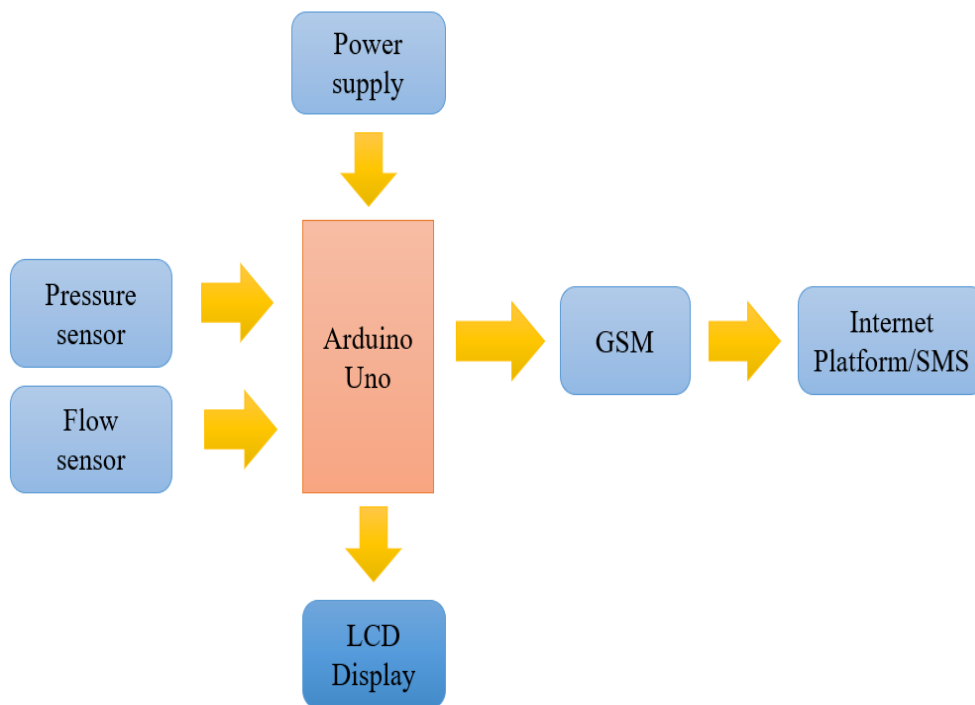 Power
supply
Pressure
sensor
Flow
sensor
Arduino
Uno
GSM
Internet
Platform/SMS
LCD
Display